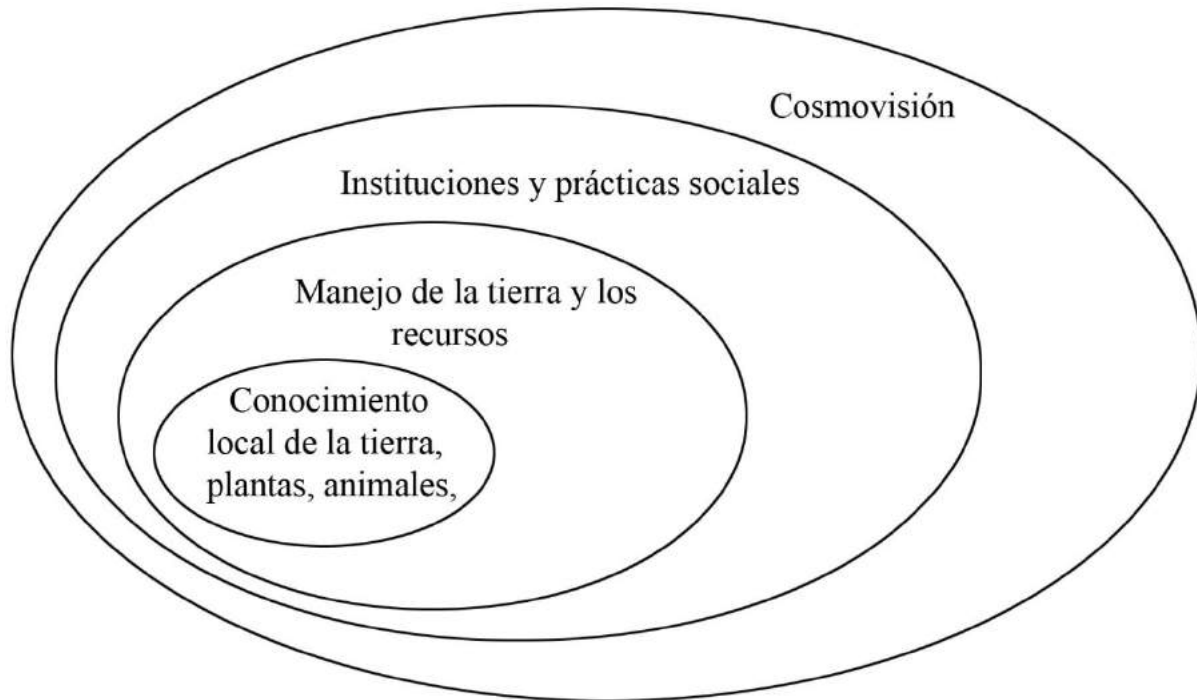 Cosmovisión
Instituciones y prácticas sociales
Manejo de la tierra y los
recursos
Conocimiento
local de la tierra,
plantas, animales,